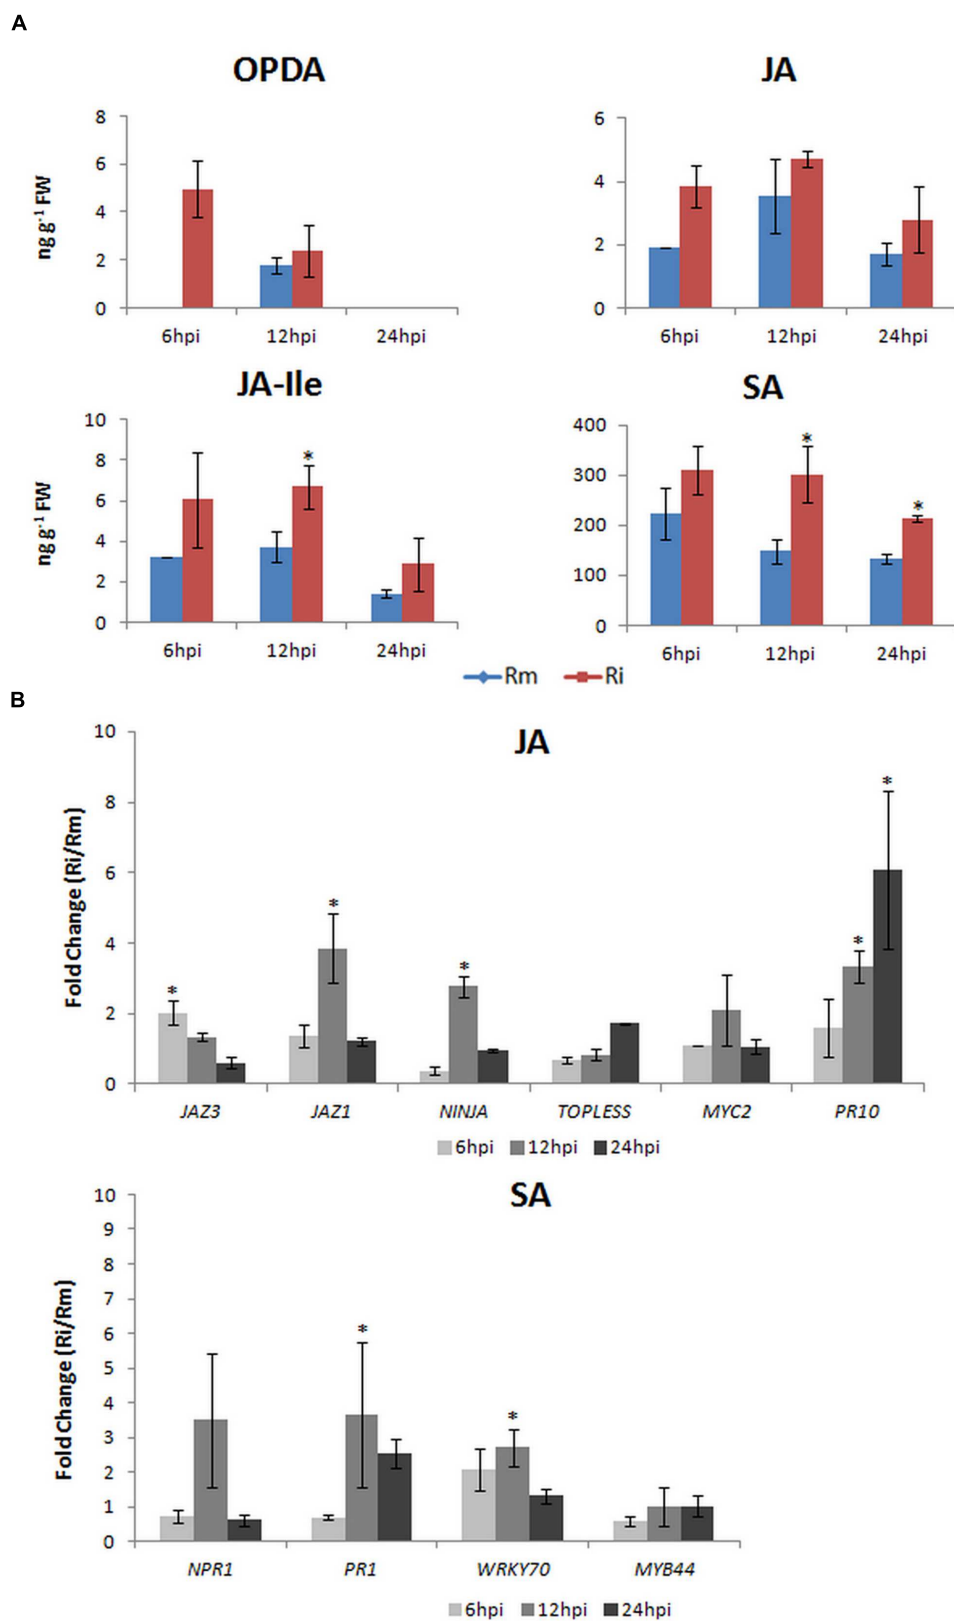 A
OPDA
JA
8
6
4
2
0
ng g-1 FW
6hpi 12hpi 24hpi
6
4
2
0
6hpi 12hpi 24hpi
JA-Ile
SA
10
8
6
4
2
0
ng g-1 FW
*
6hpi 12hpi 24hpi
400
300
200
100
0
* *
6hpi 12hpi 24hpi
Rm Ri
B
JA
10
8
6
4
2
0
Fold Change (Ri/Rm)
* * * * *
JAZ3 JAZ1 NINJA TOPLESS MYC2 PR10
6hpi 12hpi 24hpi
SA
10
9
8
7
6
5
4
3
2
1
0
Fold Change (Ri/Rm)
* *
NPR1 PR1 WRKY70 MYB44
6hpi 12hpi 24hpi